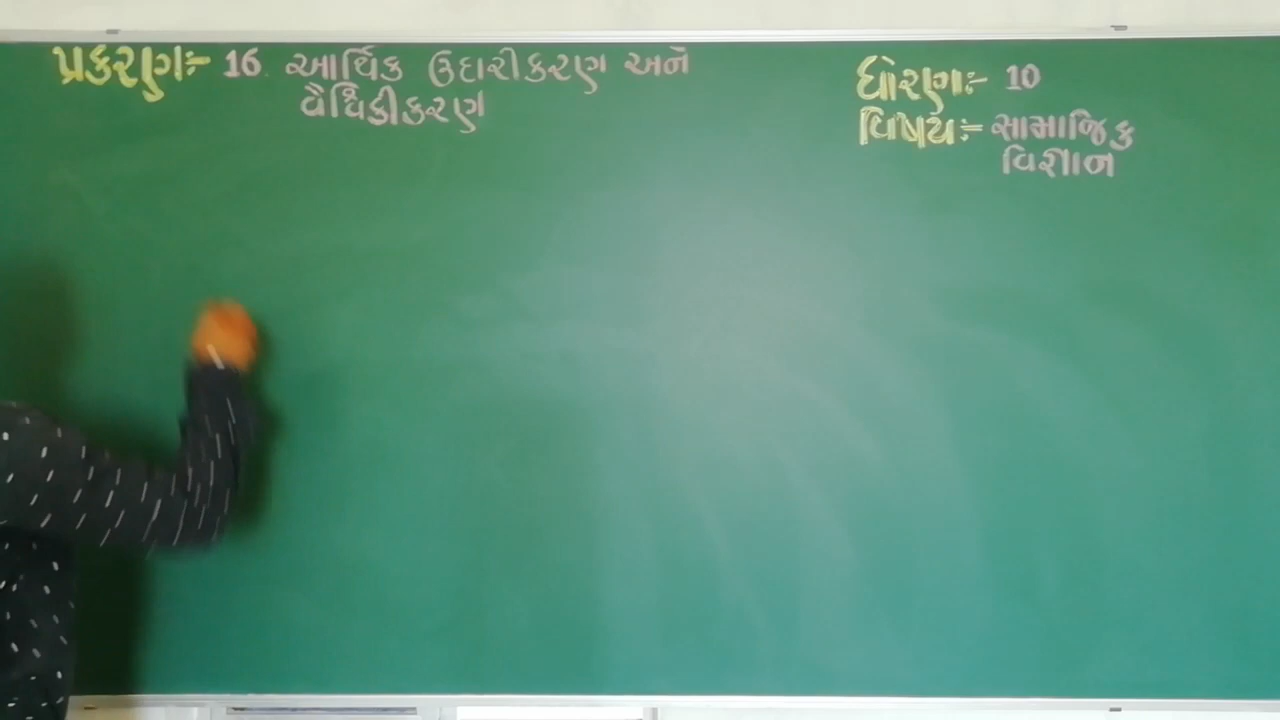 પ્રકરણ:- 16 આર્થિક ઉદારીકરણ અને
વૈશ્વિકીકરણ
ધોરણ:- 10
વિષય:- સામાજિક
વિજ્ઞાન